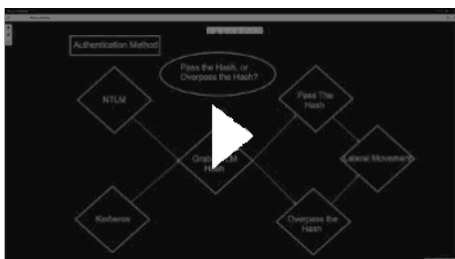 Authentication Method
Pass the Hash, or
Overpass the Hash?
NTLM
Pass The
Hash
Hash
Lateral Movement
Kerberos
Overpass the
Hash